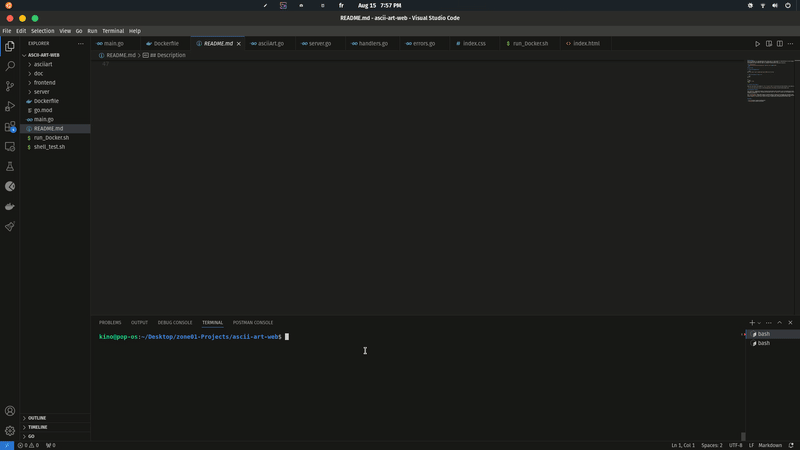 fr Aug 15 7:57 PM
README.md - ascii-art-web - Visual Studio Code
File Edit Selection View Go Run Terminal Help
EXPLORER
main.go Dockerfile README.md asciiArt.go server.go handlers.go errors.go index.css run_Docker.sh index.html
README.md > ## Description
ASCII-ART-WEB
asciiart
doc
frontend
server
Dockerfile
go.mod
main.go
README.md
run_Docker.sh
shell_test.sh
PROBLEMS OUTPUT DEBUG CONSOLE TERMINAL POSTMAN CONSOLE
kino@pop-os:~/Desktop/zone01-Projects/ascii-art-web$
bash
bash
OUTLINE
TIMELINE
GO
0 0 0 Ln 1, Col 1 Spaces: 2 UTF-8 LF Markdown